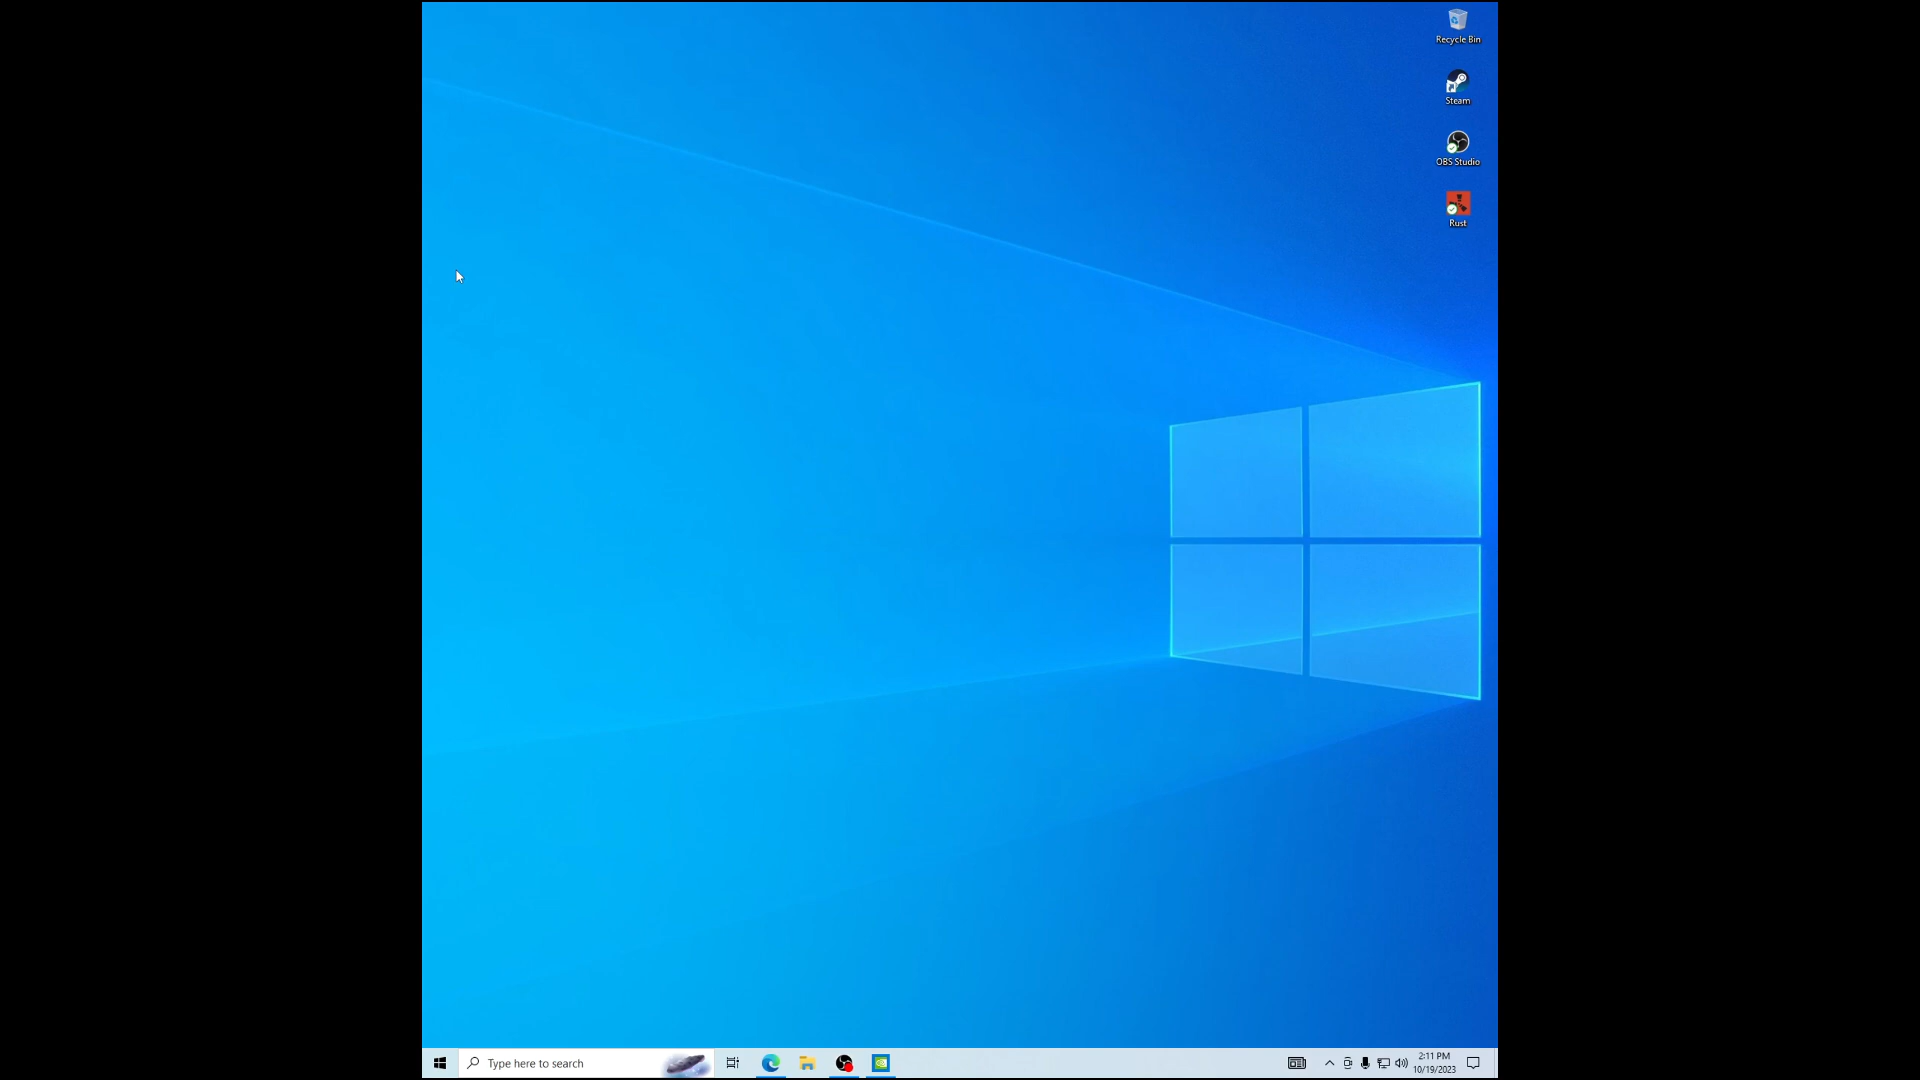 Recycle Bin
Steam
OBS Studio
Rust
Type here to search
2:11 PM
10/19/2023